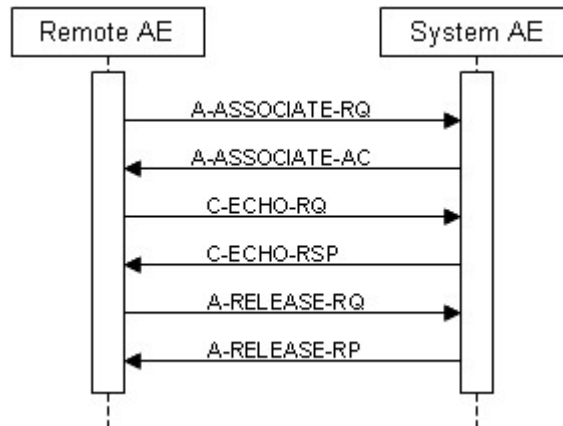 Remote AE
System AE
A-ASSOCIATE-RQ
A-ASSOCIATE-AC
C-ECHO-RQ
C-ECHO-RSP
A-RELEASE-RQ
A-RELEASE-RP